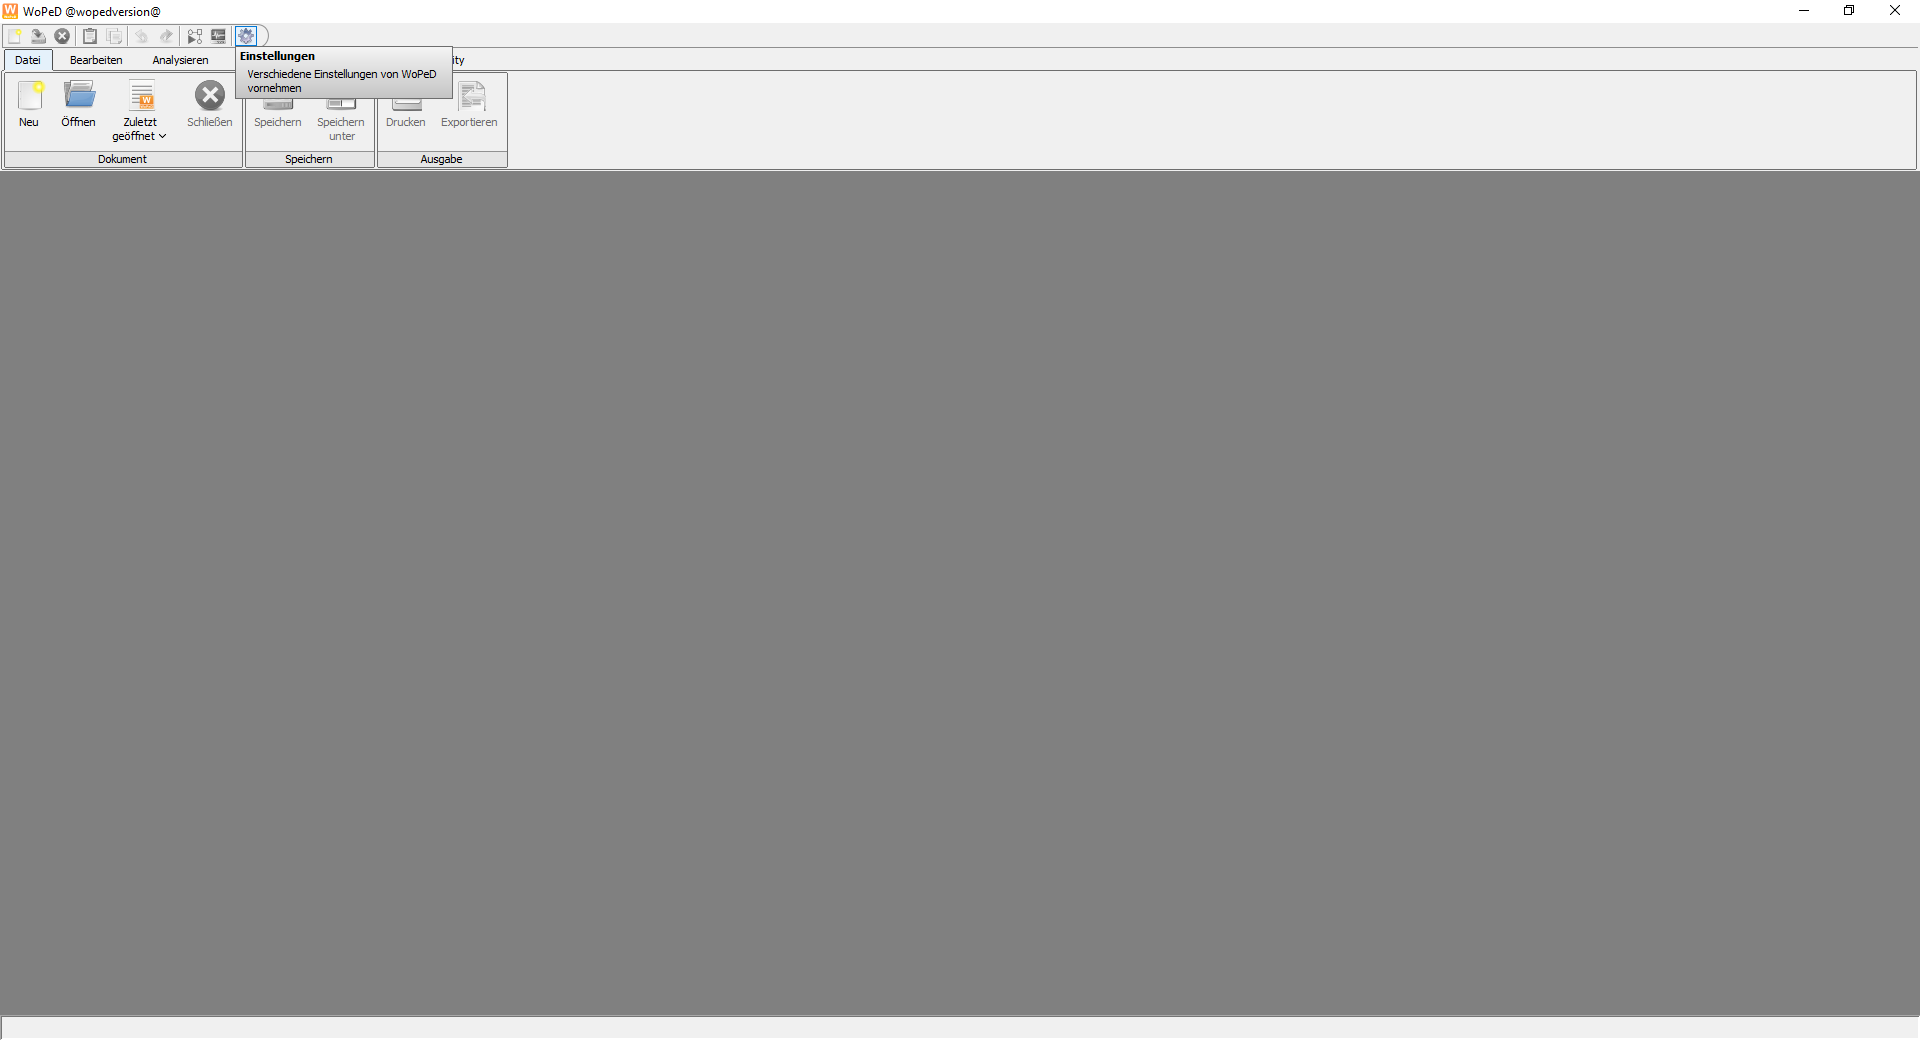 WoPeD @wopedversion@
Datei Bearbeiten Analysieren ity
Einstellungen
Verschiedene Einstellungen von WoPeD
vornehmen
Neu Öffnen Zuletzt
geöffnet Schließen Speichern Speichern
unter Drucken Exportieren
Dokument Speichern Ausgabe